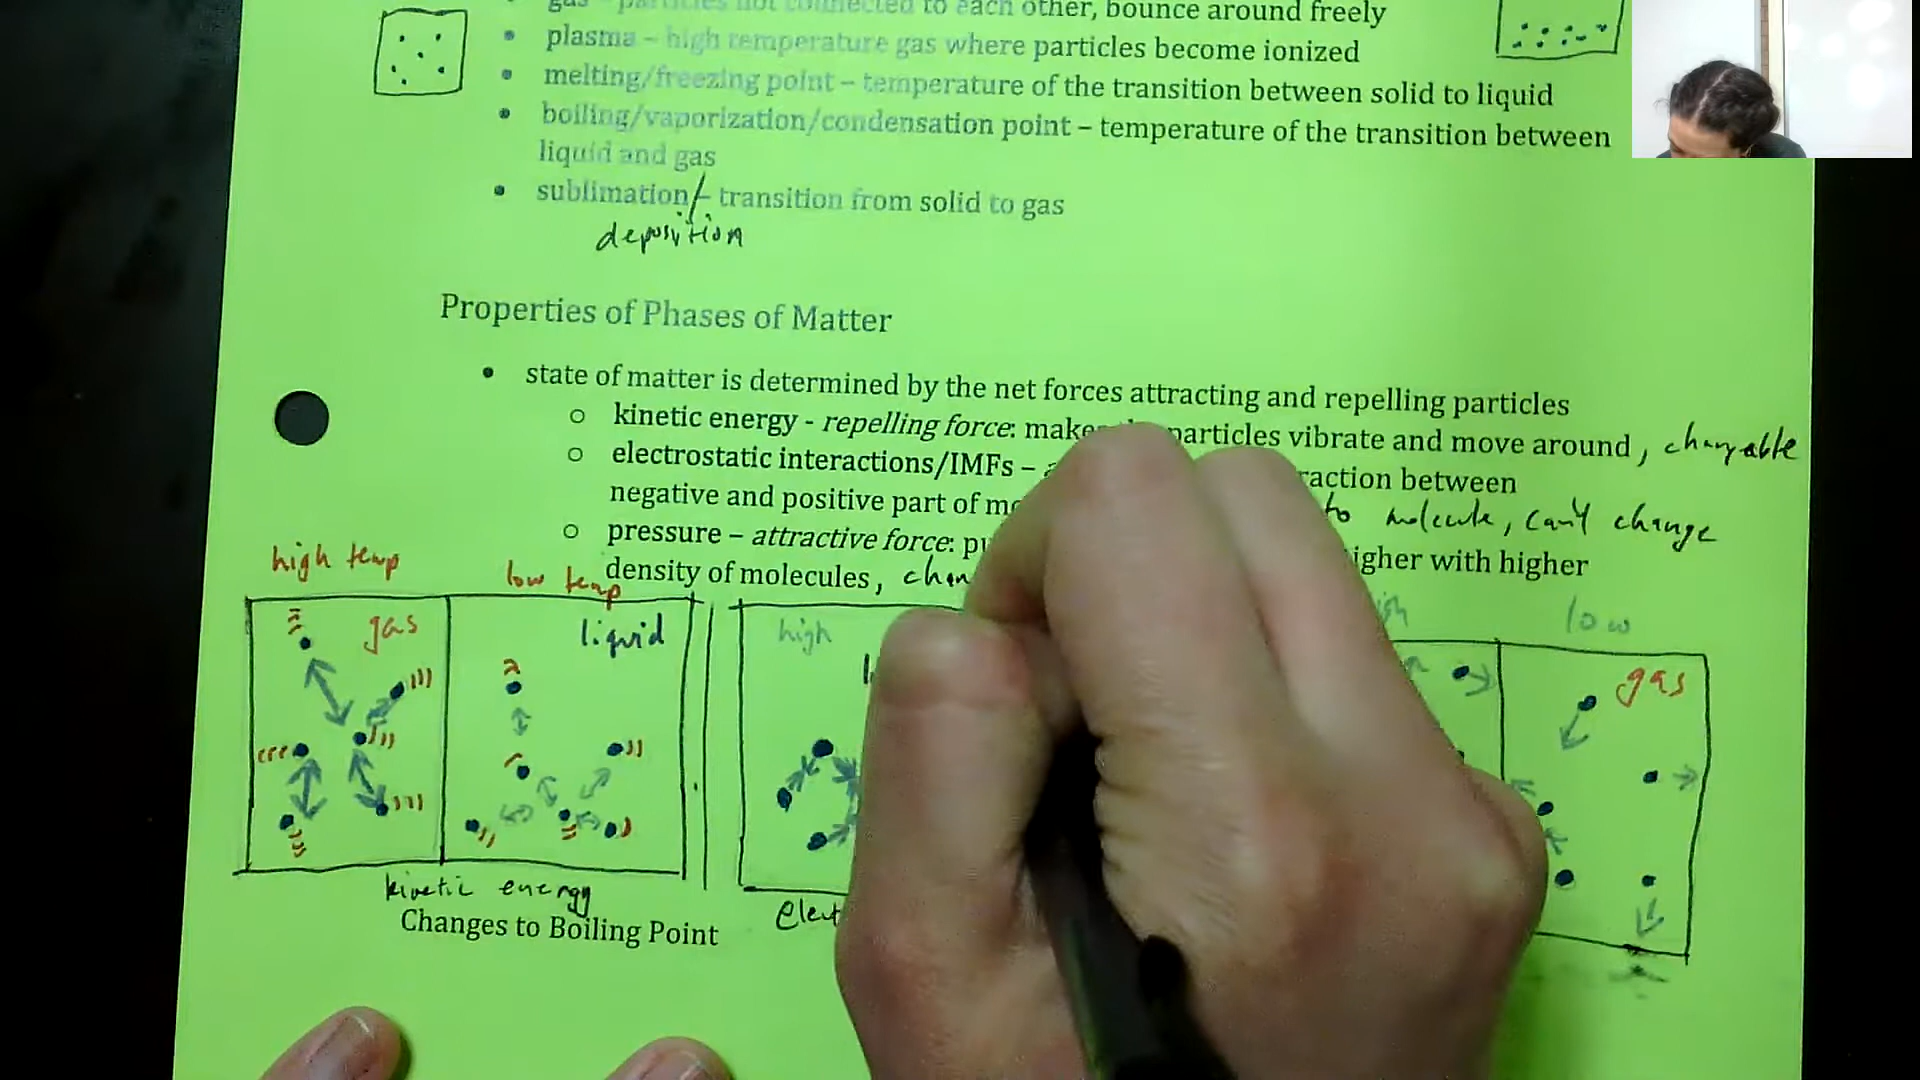 gas – particles not connected to each other, bounce around freely
plasma – high temperature gas where particles become ionized
melting/freezing point – temperature of the transition between solid to liquid
boiling/vaporization/condensation point – temperature of the transition between
liquid and gas
sublimation/– transition from solid to gas
deposition
Properties of Phases of Matter
state of matter is determined by the net forces attracting and repelling particles
kinetic energy - repelling force: makes particles vibrate and move around, changeable
electrostatic interactions/IMFs – raction between
negative and positive part of to molecule, can't change
pressure – attractive force: igher with higher
density of molecules,
high temp low temp
gas liquid high low
gas
kinetic energy
Changes to Boiling Point